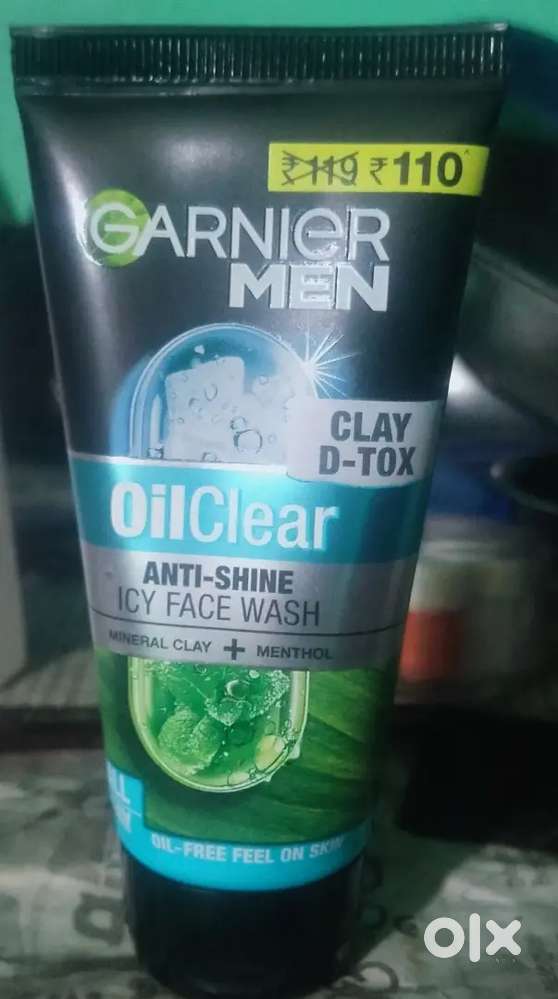 ₹119 ₹110^
GARNIER
MEN
CLAY
D-TOX
OilClear
ANTI-SHINE
ICY FACE WASH
MINERAL CLAY + MENTHOL
OIL-FREE FEEL ON SKIN
olx